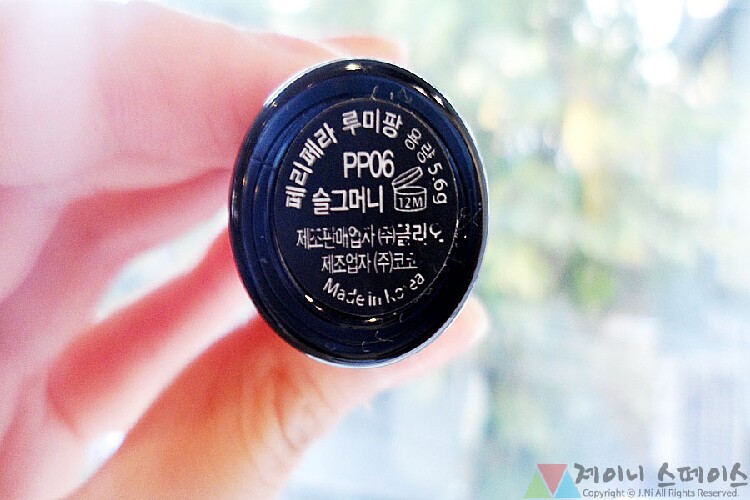 페리페라 루미팡 용량 5.6g
PP06
슬그머니
12M
제조판매업자 (주)클리오
제조업자 (주)코코
Made in Korea
제이니 스페이스
Copyright © J.Ni All Rights Reserved.